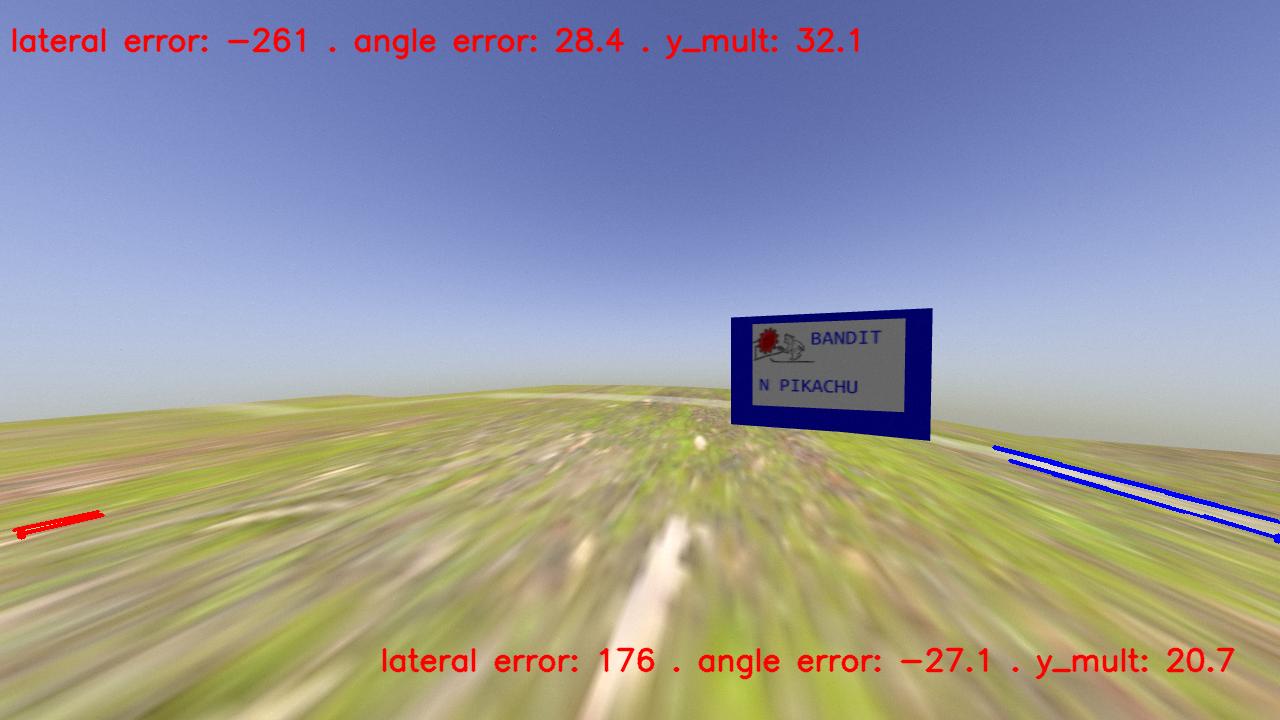 lateral error: −261 . angle error: 28.4 . y_mult: 32.1
BANDIT
N PIKACHU
lateral error: 176 . angle error: −27.1 . y_mult: 20.7